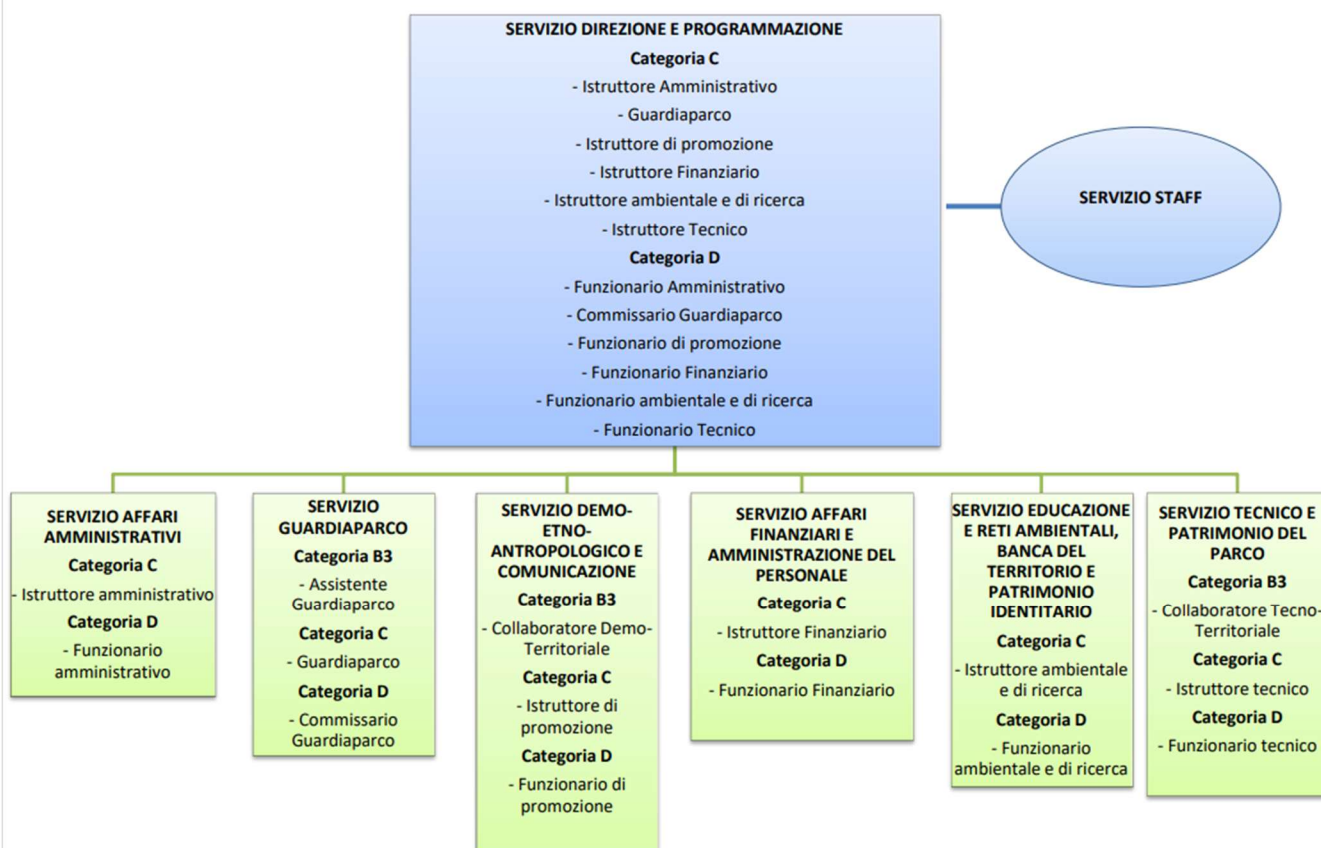 SERVIZIO DIREZIONE E PROGRAMMAZIONE
Categoria C
- Istruttore Amministrativo
- Guardiaparco
- Istruttore di promozione
- Istruttore Finanziario
- Istruttore ambientale e di ricerca
- Istruttore Tecnico
Categoria D
- Funzionario Amministrativo
- Commissario Guardiaparco
- Funzionario di promozione
- Funzionario Finanziario
- Funzionario ambientale e di ricerca
- Funzionario Tecnico
SERVIZIO STAFF
SERVIZIO AFFARI
AMMINISTRATIVI
Categoria C
- Istruttore amministrativo
Categoria D
- Funzionario
amministrativo
SERVIZIO
GUARDIAPARCO
Categoria B3
- Assistente
Guardiaparco
Categoria C
- Guardiaparco
Categoria D
- Commissario
Guardiaparco
SERVIZIO DEMO-
ETNO-
ANTROPOLOGICO E
COMUNICAZIONE
Categoria B3
- Collaboratore Demo-
Territoriale
Categoria C
- Istruttore di
promozione
Categoria D
- Funzionario di
promozione
SERVIZIO AFFARI
FINANZIARI E
AMMINISTRAZIONE DEL
PERSONALE
Categoria C
- Istruttore Finanziario
Categoria D
- Funzionario Finanziario
SERVIZIO EDUCAZIONE
E RETI AMBIENTALI,
BANCA DEL
TERRITORIO E
PATRIMONIO
IDENTITARIO
Categoria C
- Istruttore ambientale
e di ricerca
Categoria D
- Funzionario
ambientale e di ricerca
SERVIZIO TECNICO E
PATRIMONIO DEL
PARCO
Categoria B3
- Collaboratore Tecno-
Territoriale
Categoria C
- Istruttore tecnico
Categoria D
- Funzionario tecnico